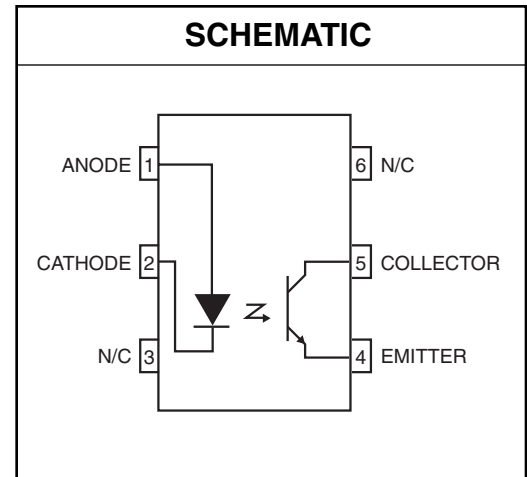 SCHEMATIC
ANODE 1
6 N/C
CATHODE 2
5 COLLECTOR
N/C 3
4 EMITTER